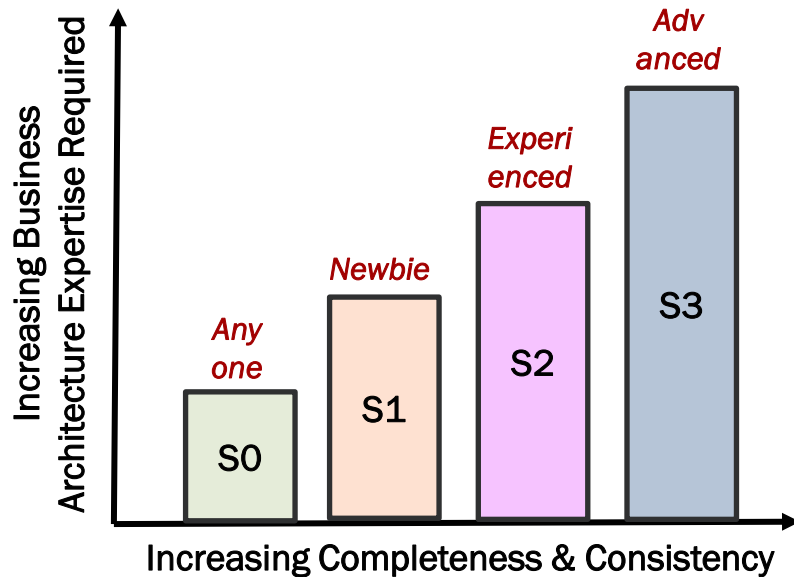 Increasing Business
Architecture Expertise Required
Any
one
S0
Newbie
S1
Experi
enced
S2
Adv
anced
S3
Increasing Completeness & Consistency